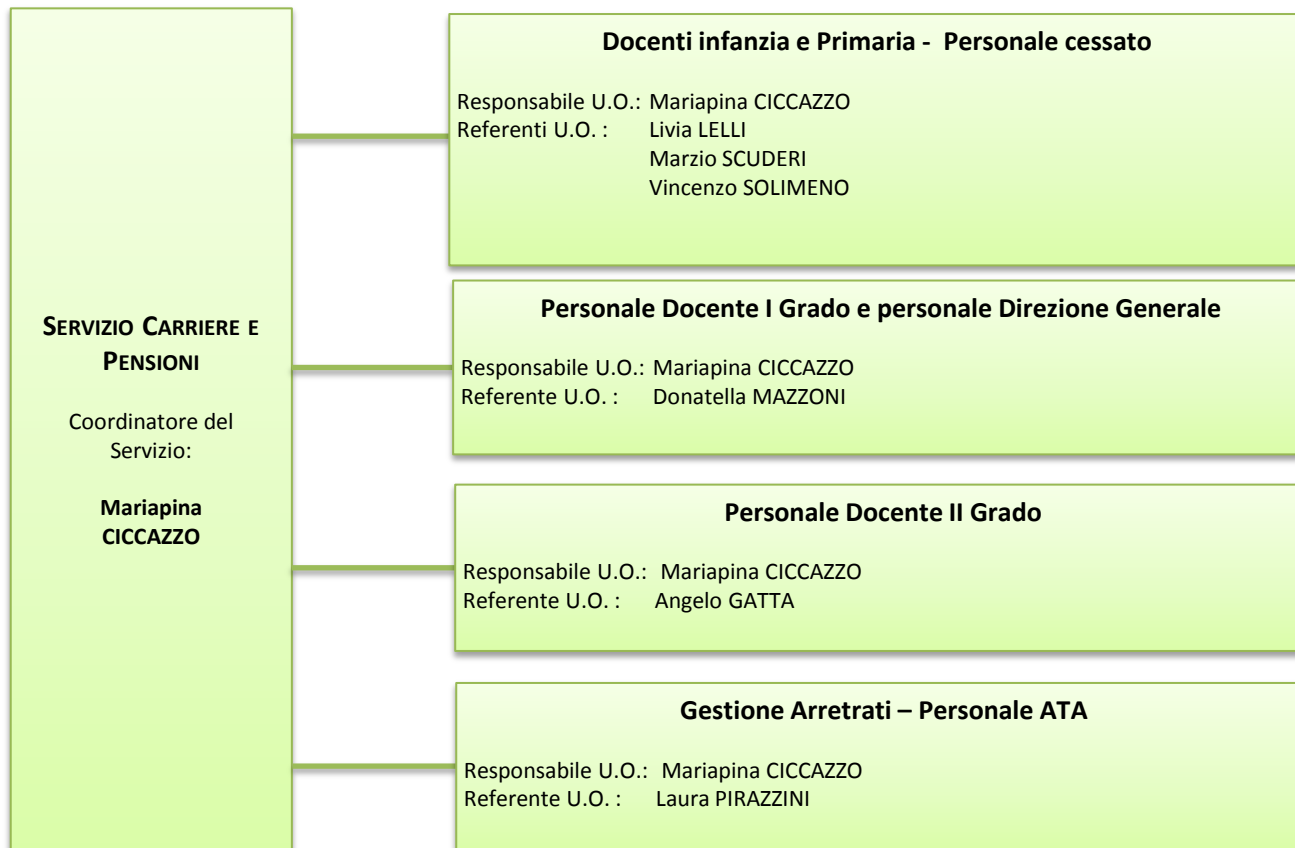 SERVIZIO CARRIERE E
PENSIONI
Coordinatore del
Servizio:
Mariapina
CICCAZZO
Docenti infanzia e Primaria - Personale cessato
Responsabile U.O.: Mariapina CICCAZZO
Referenti U.O. : Livia LELLI
Marzio SCUDERI
Vincenzo SOLIMENO
Personale Docente I Grado e personale Direzione Generale
Responsabile U.O.: Mariapina CICCAZZO
Referente U.O. : Donatella MAZZONI
Personale Docente II Grado
Responsabile U.O.: Mariapina CICCAZZO
Referente U.O. : Angelo GATTA
Gestione Arretrati – Personale ATA
Responsabile U.O.: Mariapina CICCAZZO
Referente U.O. : Laura PIRAZZINI